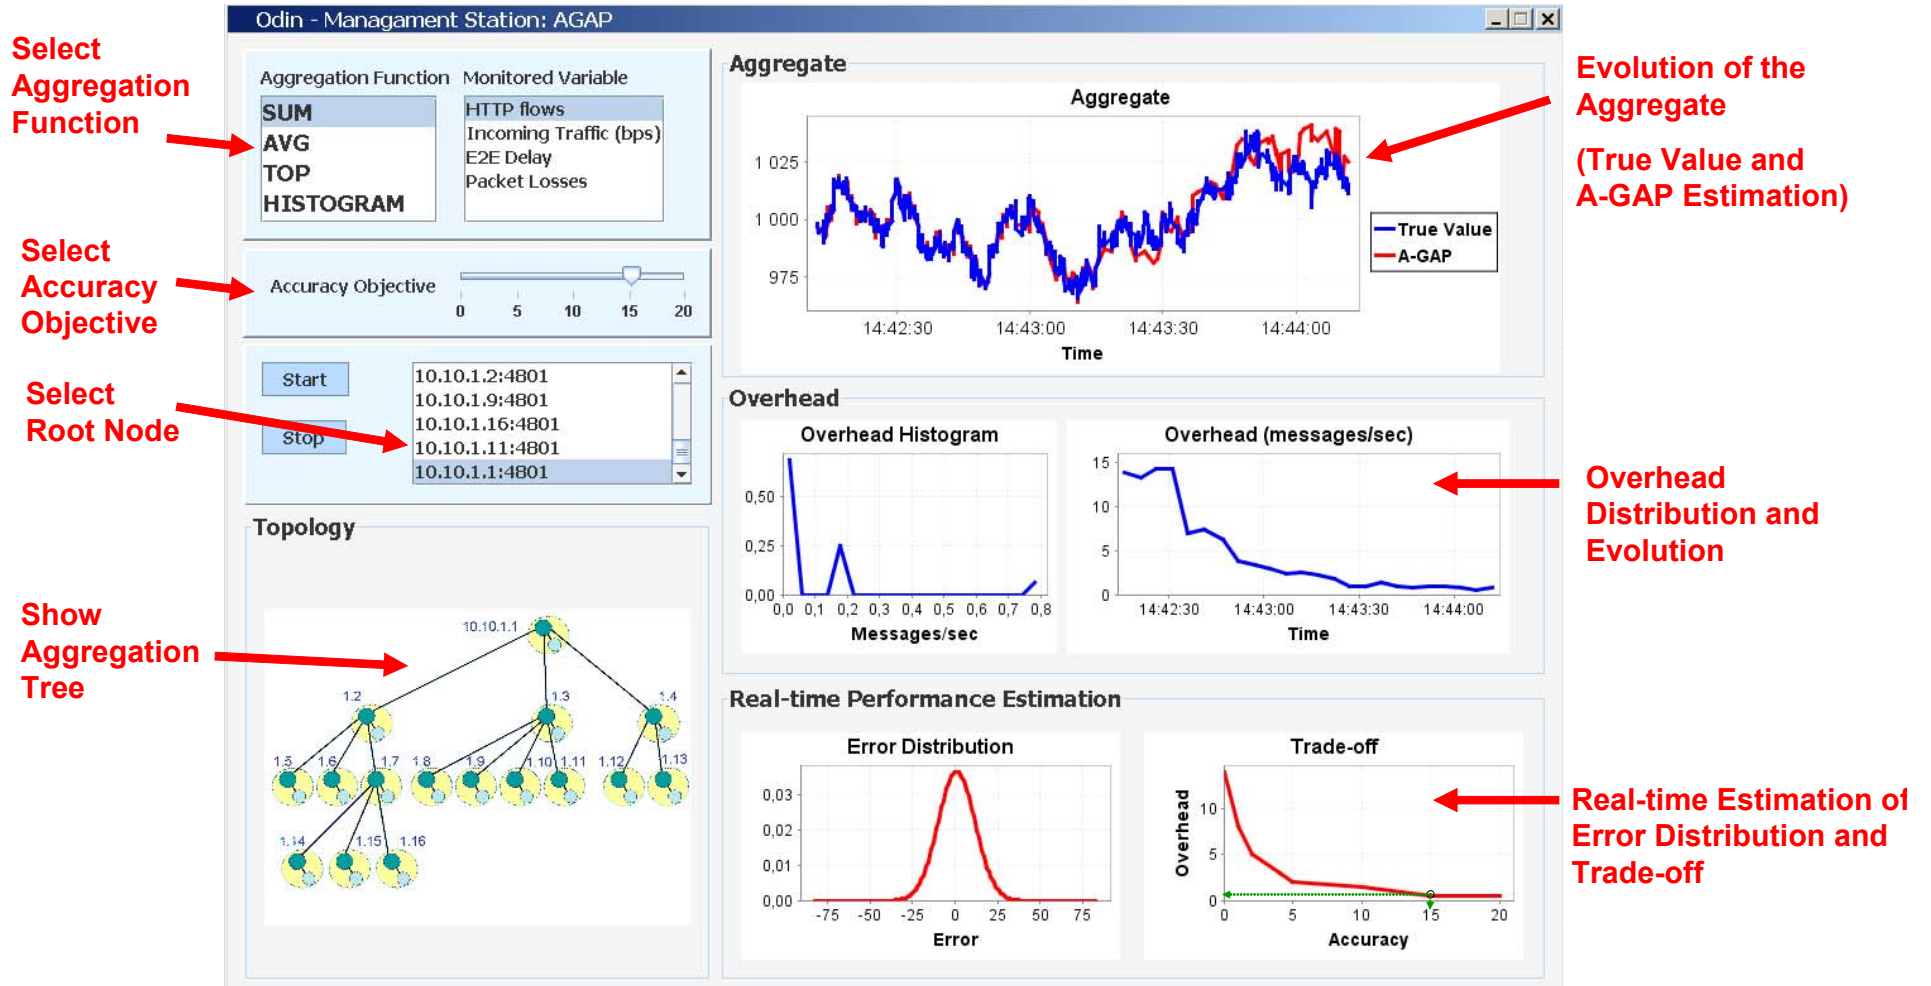 Odin - Managament Station: AGAP
Select
Aggregation
Function
Aggregation Function
SUM
AVG
TOP
HISTOGRAM
Monitored Variable
HTTP flows
Incoming Traffic (bps)
E2E Delay
Packet Losses
Select
Accuracy
Objective
Accuracy Objective
0 5 10 15 20
Select
Root Node
Start
Stop
10.10.1.2:4801
10.10.1.9:4801
10.10.1.16:4801
10.10.1.11:4801
10.10.1.1:4801
Show
Aggregation
Tree
Topology
10.10.1.1
1.2 1.3 1.4
1.5 1.6 1.7 1.8 1.9 1.10 1.11 1.12 1.13
1.14 1.15 1.16
Aggregate
Aggregate
1 025
1 000
975
14:42:30 14:43:00 14:43:30 14:44:00
Time
True Value
A-GAP
Evolution of the
Aggregate
(True Value and
A-GAP Estimation)
Overhead
Overhead Histogram
0,50
0,25
0,00
0,0 0,1 0,2 0,3 0,4 0,5 0,6 0,7 0,8
Messages/sec
Overhead (messages/sec)
15
10
5
0
14:42:30 14:43:00 14:43:30 14:44:00
Time
Overhead
Distribution and
Evolution
Real-time Performance Estimation
Error Distribution
0,03
0,02
0,01
0,00
-75 -50 -25 0 25 50 75
Error
Trade-off
Overhead
10
5
0
0 5 10 15 20
Accuracy
Real-time Estimation of
Error Distribution and
Trade-off